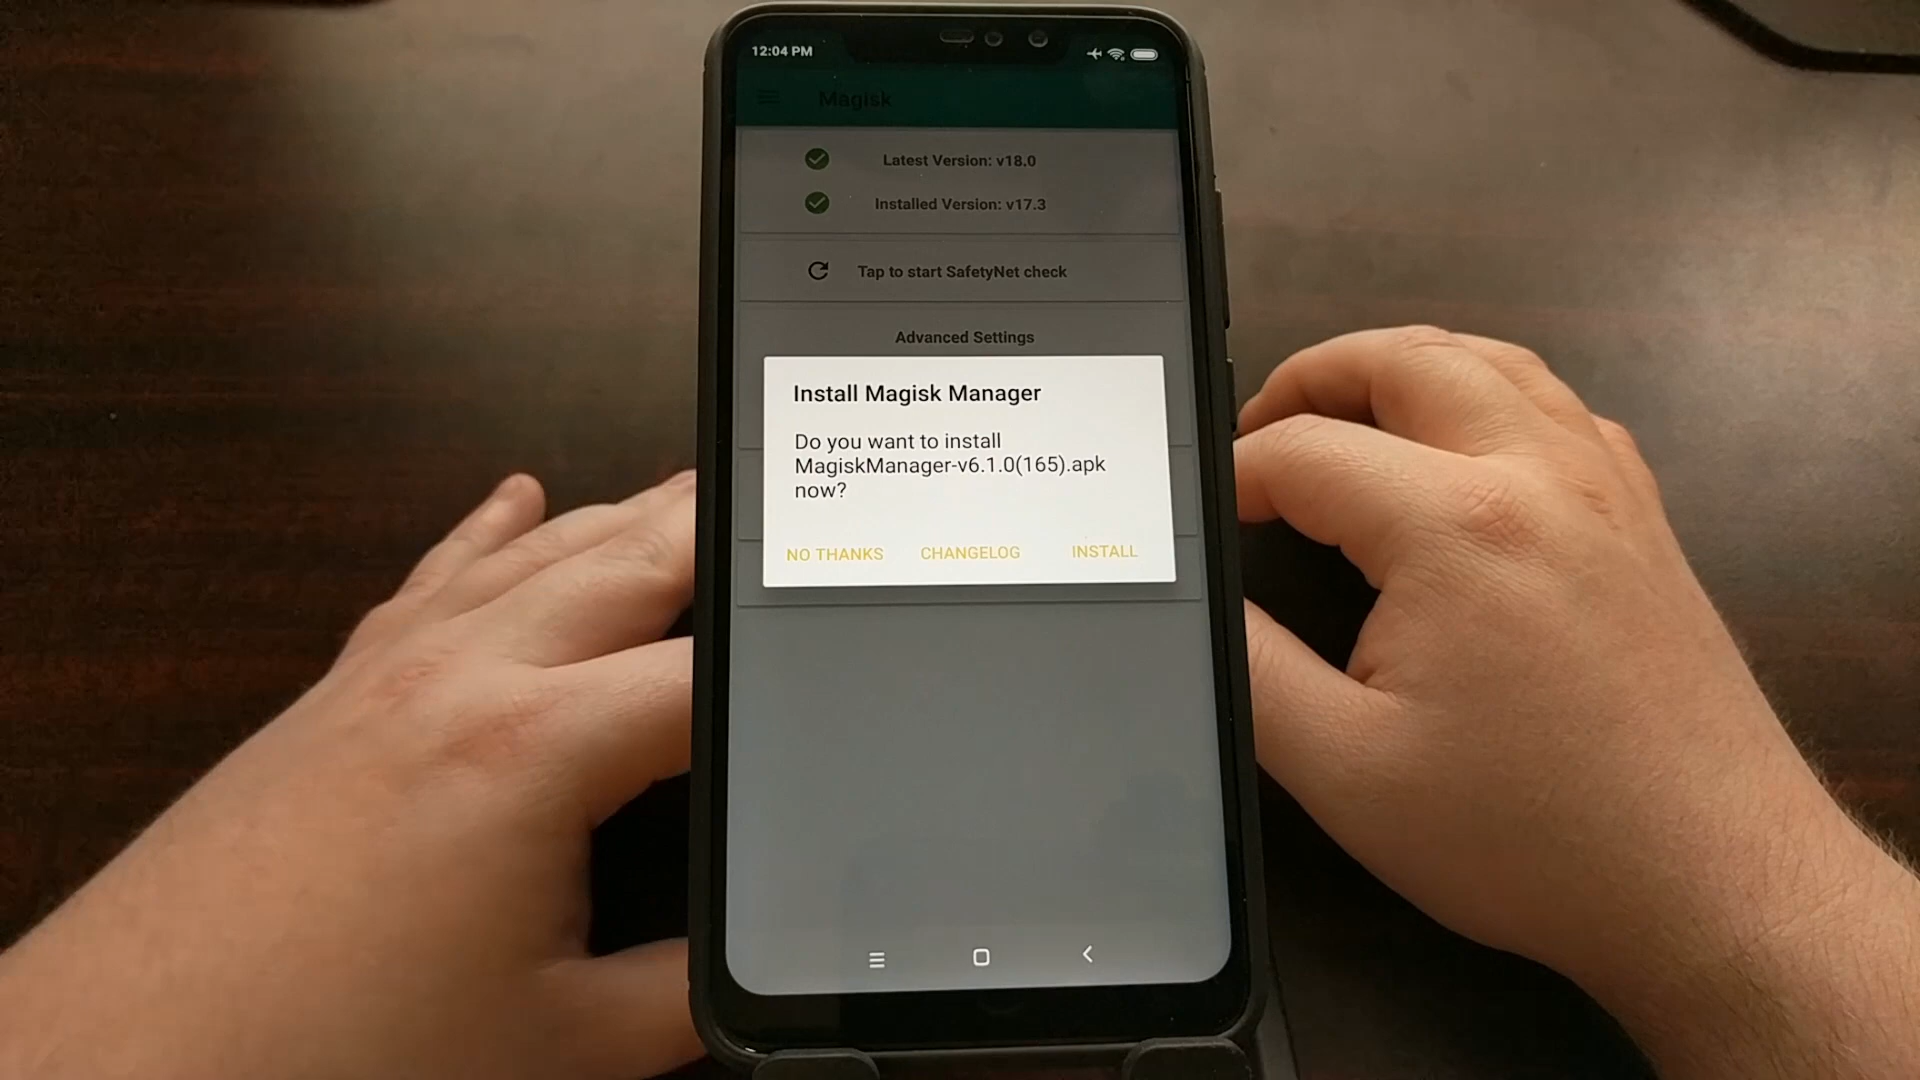 12:04 PM
Magisk
Latest Version: v18.0
Installed Version: v17.3
Tap to start SafetyNet check
Advanced Settings
Install Magisk Manager
Do you want to install
MagiskManager-v6.1.0(165).apk
now?
NO THANKS CHANGELOG INSTALL